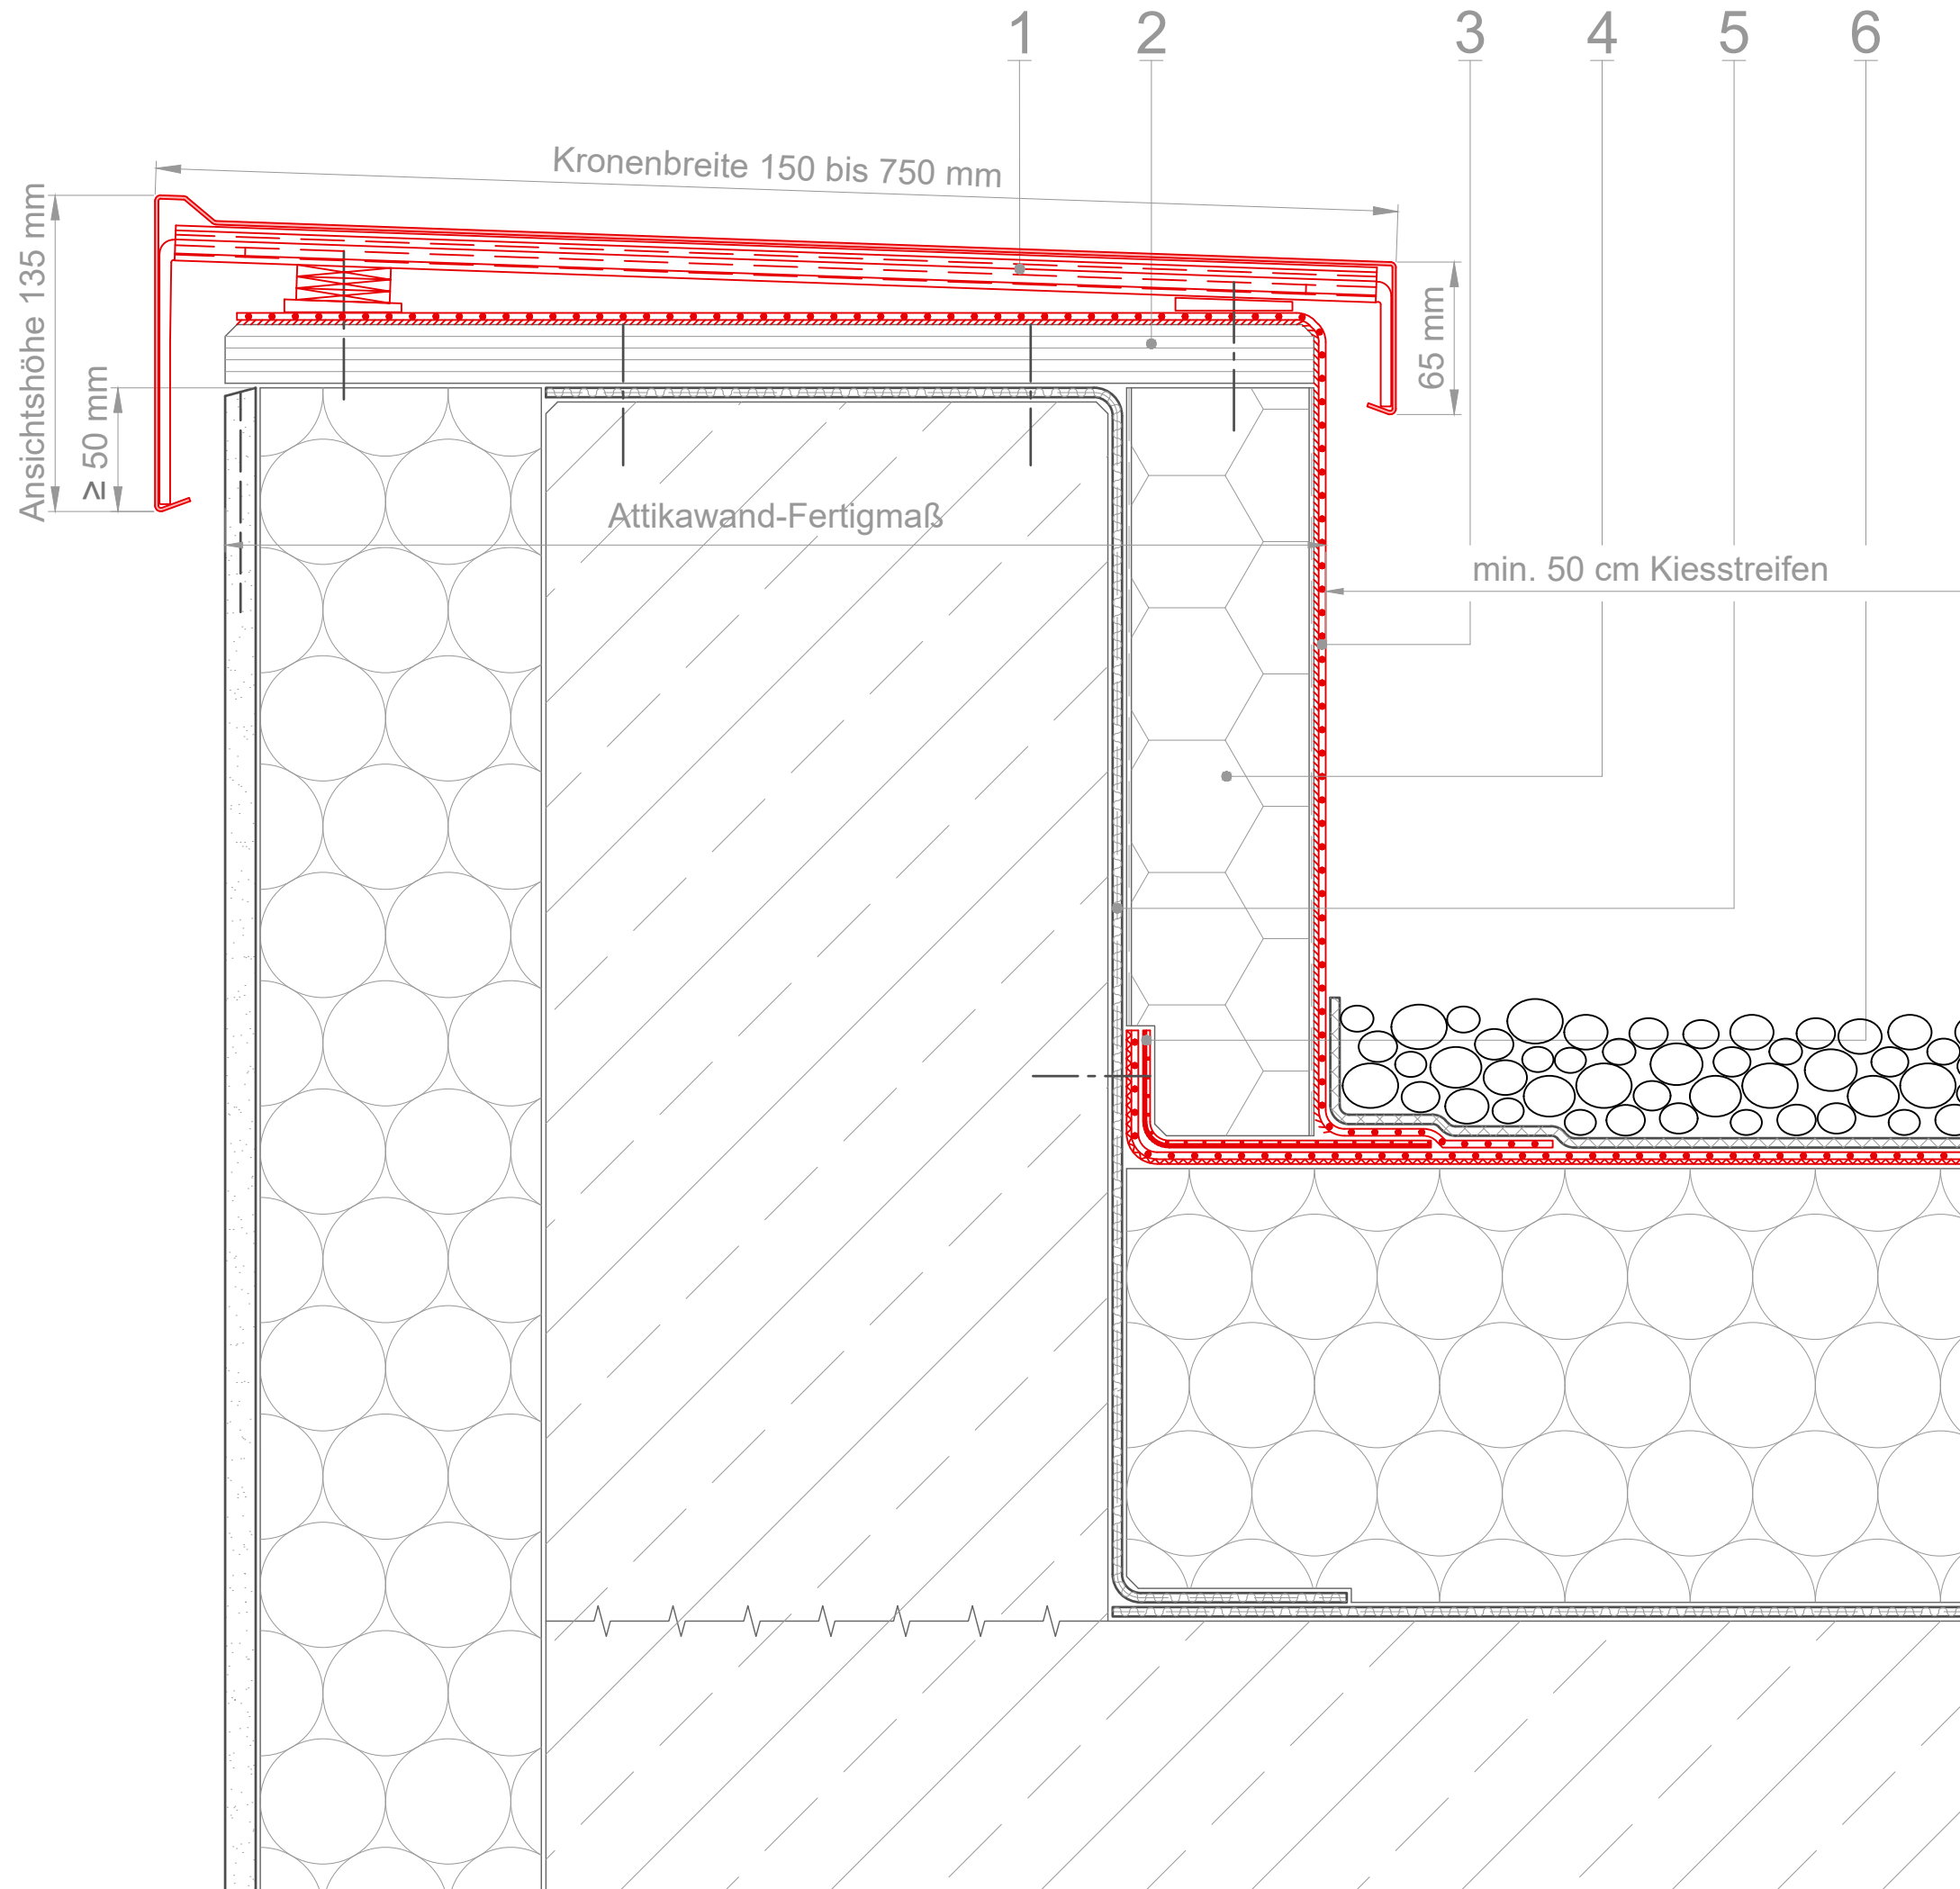 1 2 3 4 5 6
Kronenbreite 150 bis 750 mm
Ansichtshöhe 135 mm
≥ 50 mm
65 mm
Attikawand-Fertigmaß
min. 50 cm Kiesstreifen